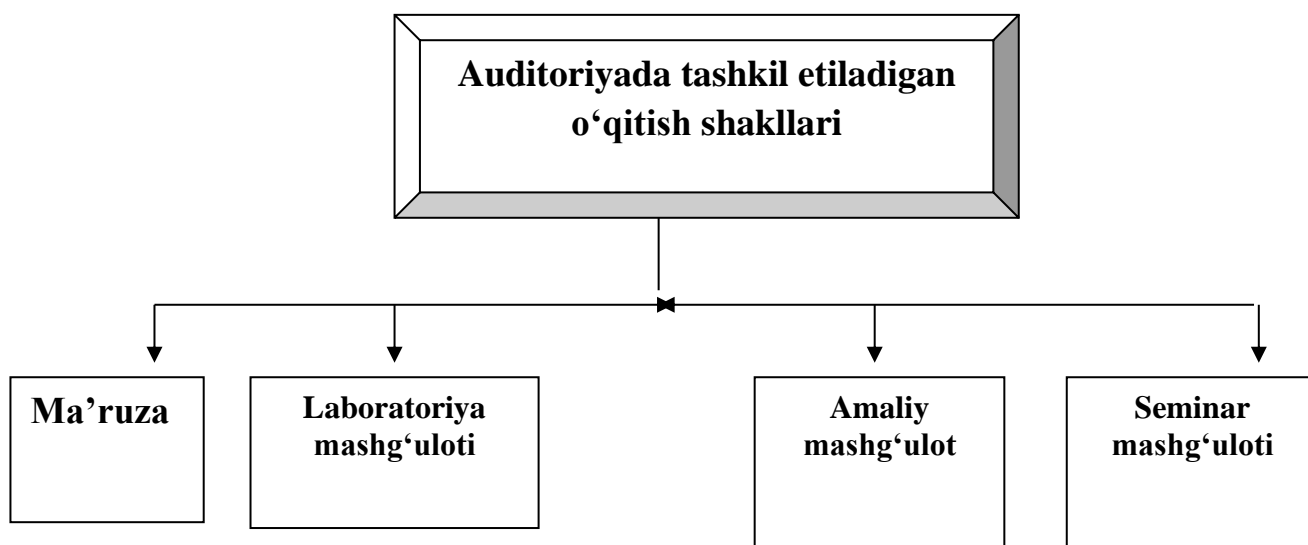 Auditoriyada tashkil etiladigan
o‘qitish shakllari
Ma’ruza
Laboratoriya
mashg‘uloti
Amaliy
mashg‘ulot
Seminar
mashg‘uloti